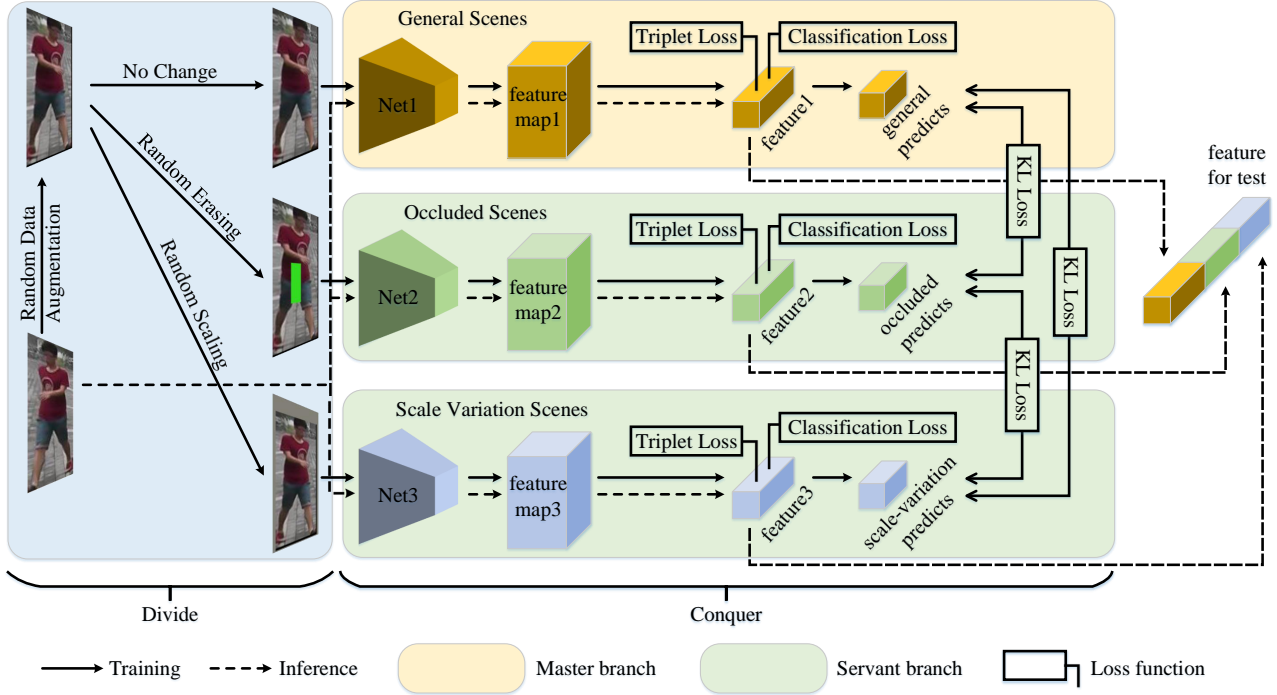 General Scenes
Triplet Loss
Classification Loss
No Change
Net1
feature
map1
feature1
general
predicts
Random Erasing
Random Scaling
Random Data
Augmentation
KL Loss
KL Loss
KL Loss
feature
for test
Occluded Scenes
Triplet Loss
Classification Loss
Net2
feature
map2
feature2
occluded
predicts
Scale Variation Scenes
Triplet Loss
Classification Loss
Net3
feature
map3
feature3
scale-variation
predicts
Divide
Conquer
Training
Inference
Master branch
Servant branch
Loss function